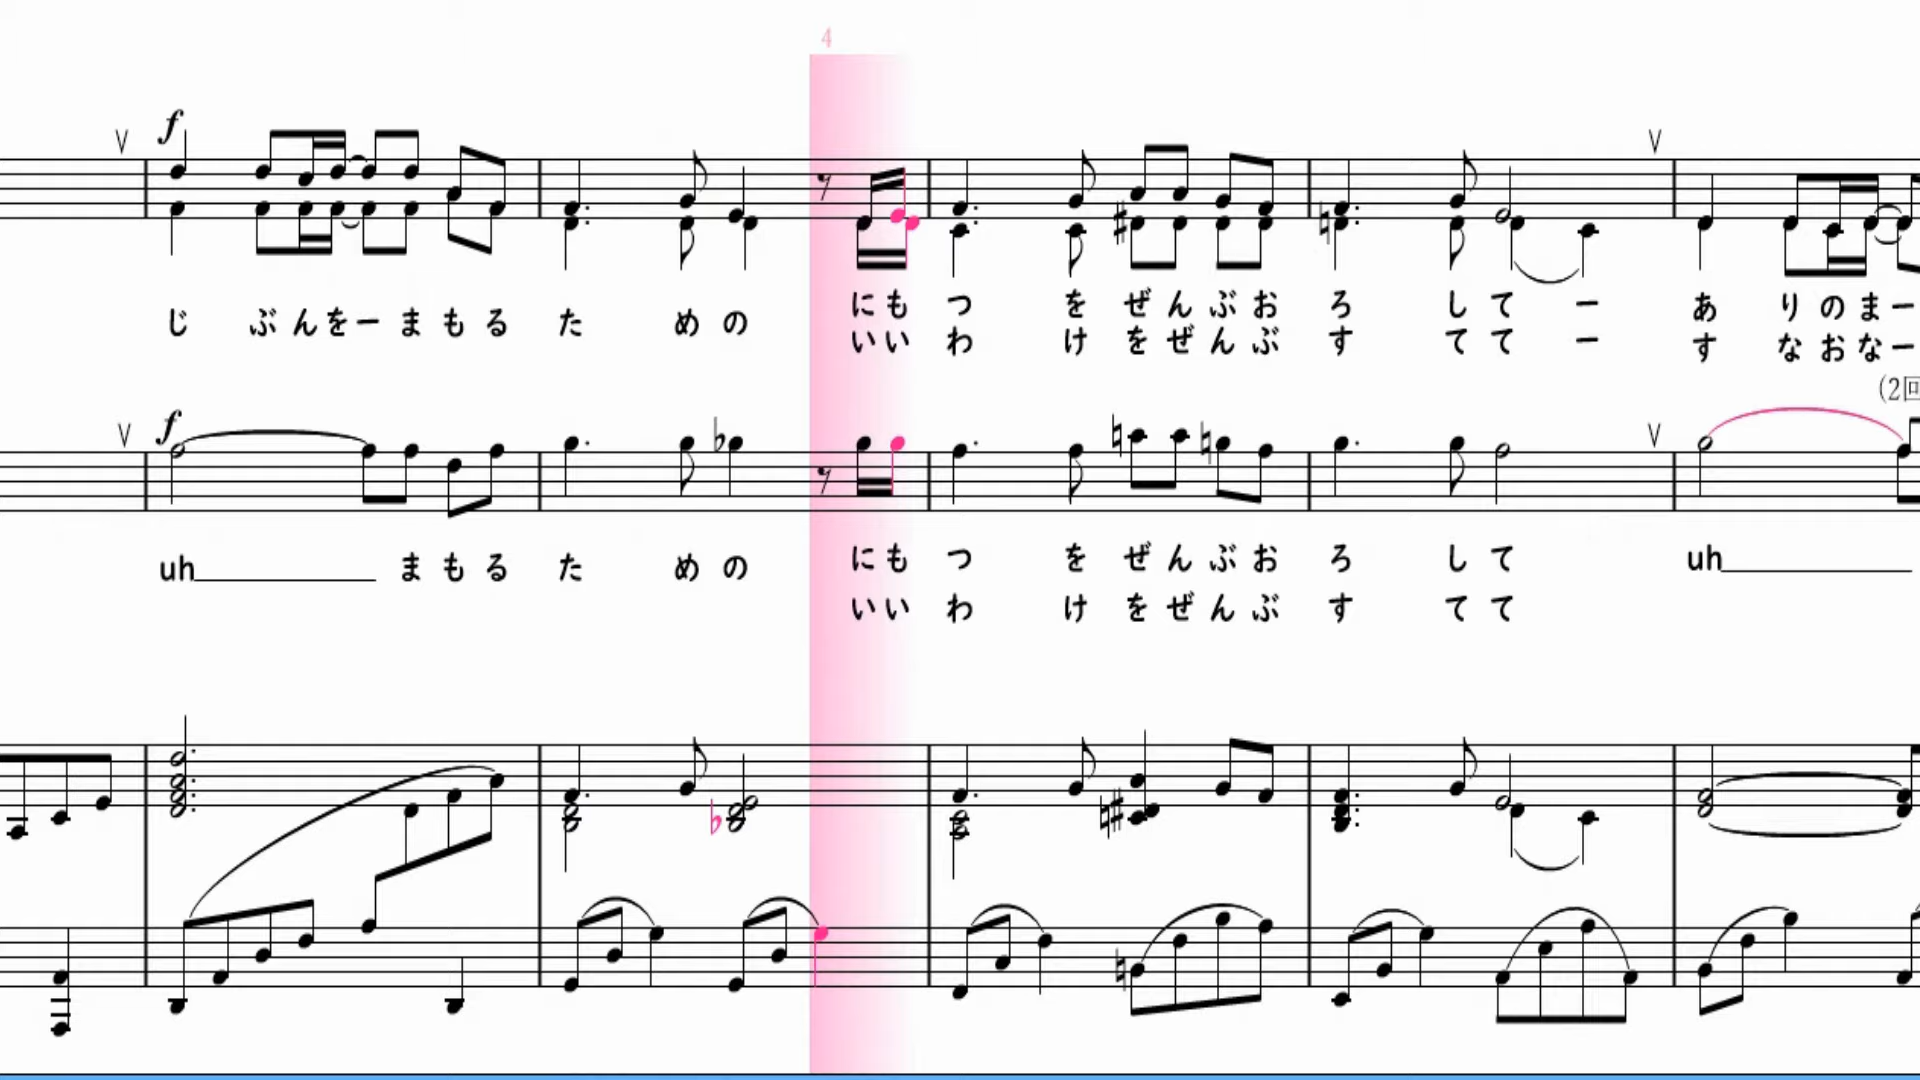 4
f
じ ぶ ん を ー ま も る た め の に も つ を ぜ ん ぶ お ろ し て ー あ り の ま ー
い い わ け を ぜ ん ぶ す て て ー す な お な ー
(2回
f
uh ま も る た め の に も つ を ぜ ん ぶ お ろ し て uh
い い わ け を ぜ ん ぶ す て て